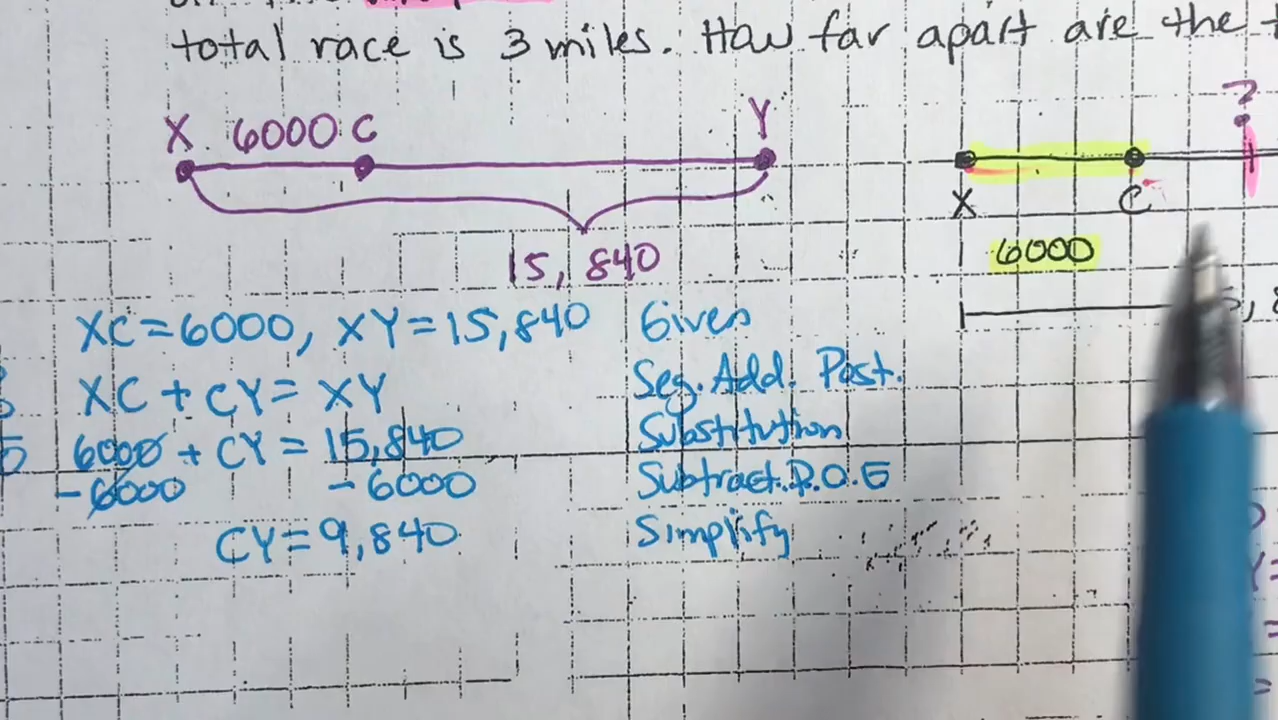 total race is 3 miles. How far apart are the
X 6000 C Y
15,840
XC=6000, XY=15,840 Given
XC + CY = XY Seg. Add. Post.
6000 + CY = 15,840 Substitution
-6000 -6000 Subtract. P.O.E
CY=9,840 Simplify
?
X C
6000